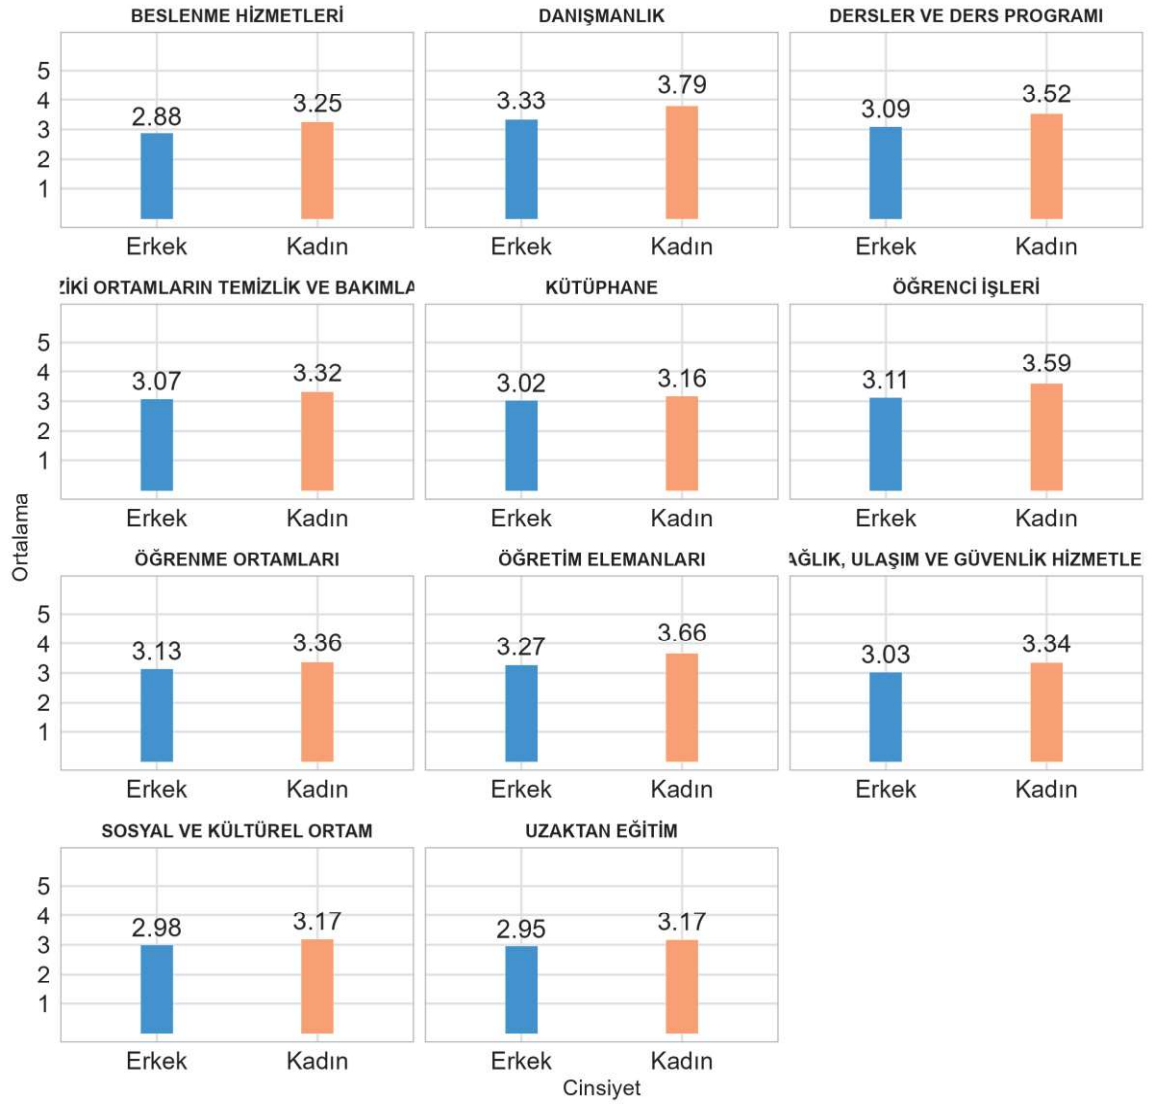 BESLENME HİZMETLERİ
5
4
3
2
1
2.88
3.25
Erkek
Kadın
DANIŞMANLIK
3.33
3.79
Erkek
Kadın
DERSLER VE DERS PROGRAMI
3.09
3.52
Erkek
Kadın
ZİKİ ORTAMLARIN TEMİZLİK VE BAKIMLA
5
4
3
2
1
3.07
3.32
Erkek
Kadın
KÜTÜPHANE
3.02
3.16
Erkek
Kadın
ÖĞRENCİ İŞLERİ
3.11
3.59
Erkek
Kadın
Ortalama
ÖĞRENME ORTAMLARI
5
4
3
2
1
3.13
3.36
Erkek
Kadın
ÖĞRETİM ELEMANLARI
3.27
3.66
Erkek
Kadın
AĞLIK, ULAŞIM VE GÜVENLİK HİZMETLE
3.03
3.34
Erkek
Kadın
SOSYAL VE KÜLTÜREL ORTAM
5
4
3
2
1
2.98
3.17
Erkek
Kadın
UZAKTAN EĞİTİM
2.95
3.17
Erkek
Kadın
Cinsiyet